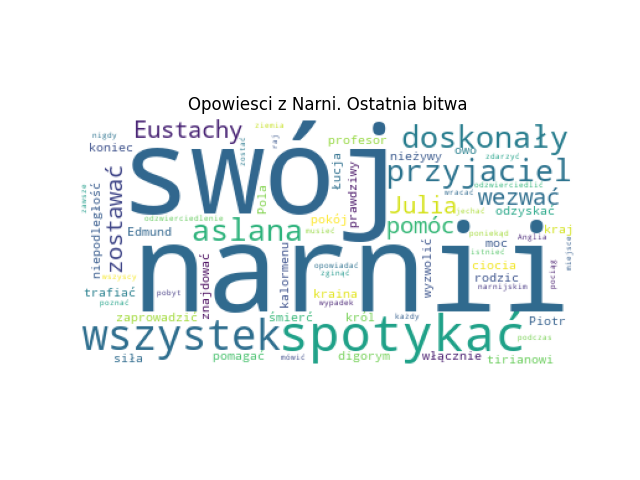 Opowiesci z Narni. Ostatnia bitwa
nigdy
koniec
Eustachy
ziemia
raj
profesor
doskonały
zostać
swój
nieżywy
owo
zdarzyć
zawsze
niepodległość
zostawać
Łucja
prawdziwy
przyjaciel
odzwierciedlić
wracać
wezwać
Pola
Julia
jechać
odzyskać
odzwierciedlenie
pokój
Edmund
aslana
musieć
pomóc
poniekąd
kraj
Anglia
moc
istnieć
miejsce
narnii
wszyscy
znajdować
kalormenu
opowiadać
zginąć
wyzwolić
ciocia
rodzic
narnijskim
pociąg
trafiać
pobyt
poznać
kraina
wypadek
zaprowadzić
śmierć
król
każdy
Piotr
wszystek
spotykać
podczas
siła
pomagać
mówić
digorym
włącznie
tirianowi